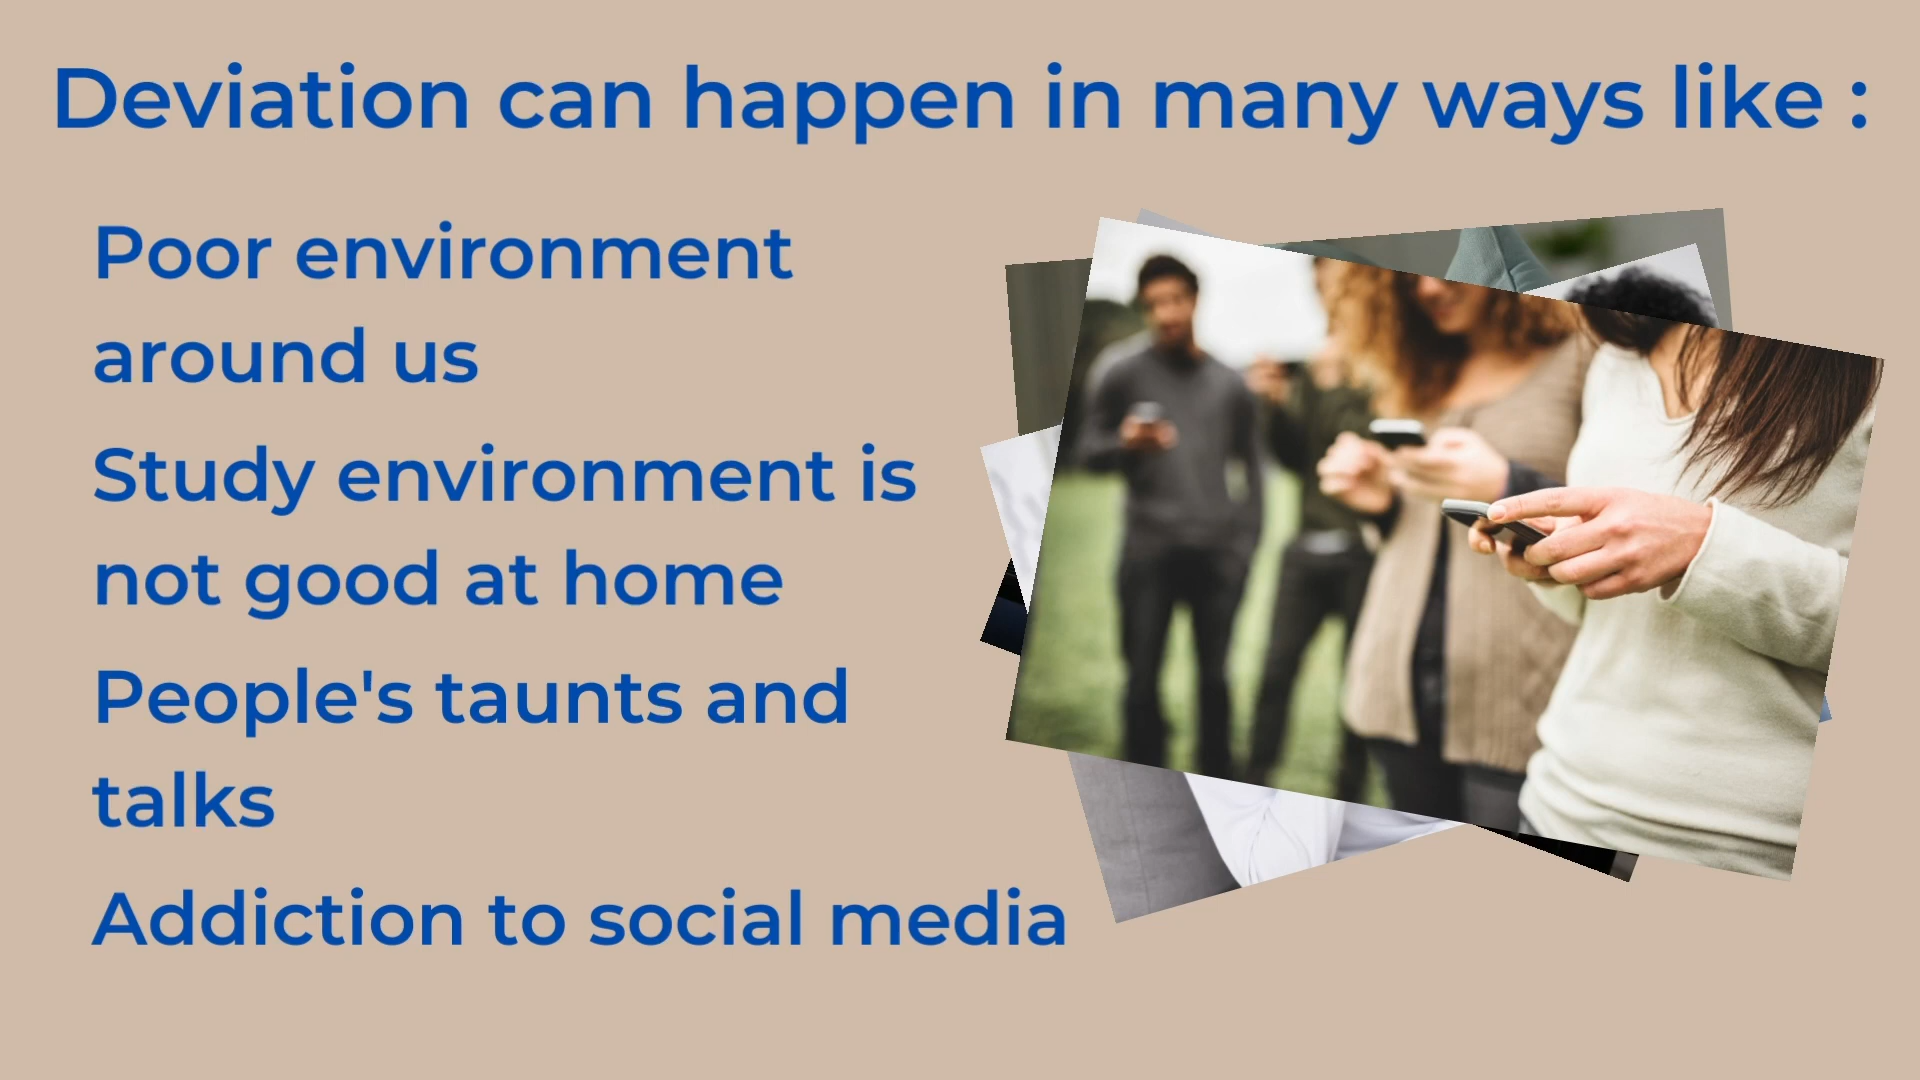 Deviation can happen in many ways like :
Poor environment
around us
Study environment is
not good at home
People's taunts and
talks
Addiction to social media